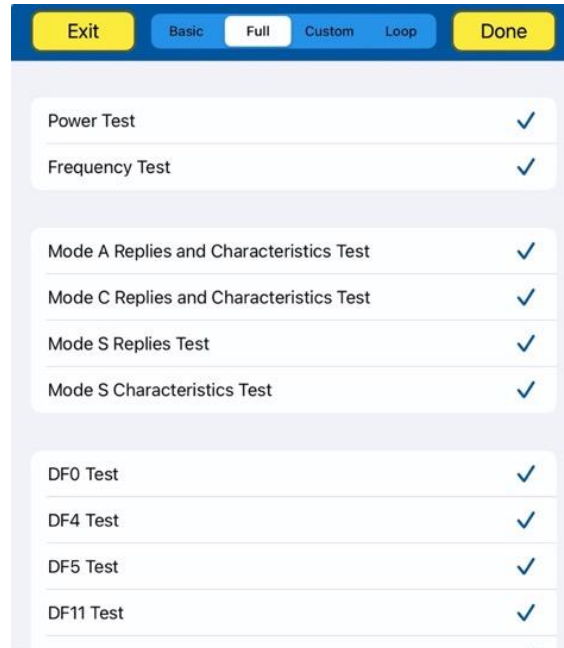 Exit Basic Full Custom Loop Done
Power Test
Frequency Test
Mode A Replies and Characteristics Test
Mode C Replies and Characteristics Test
Mode S Replies Test
Mode S Characteristics Test
DF0 Test
DF4 Test
DF5 Test
DF11 Test